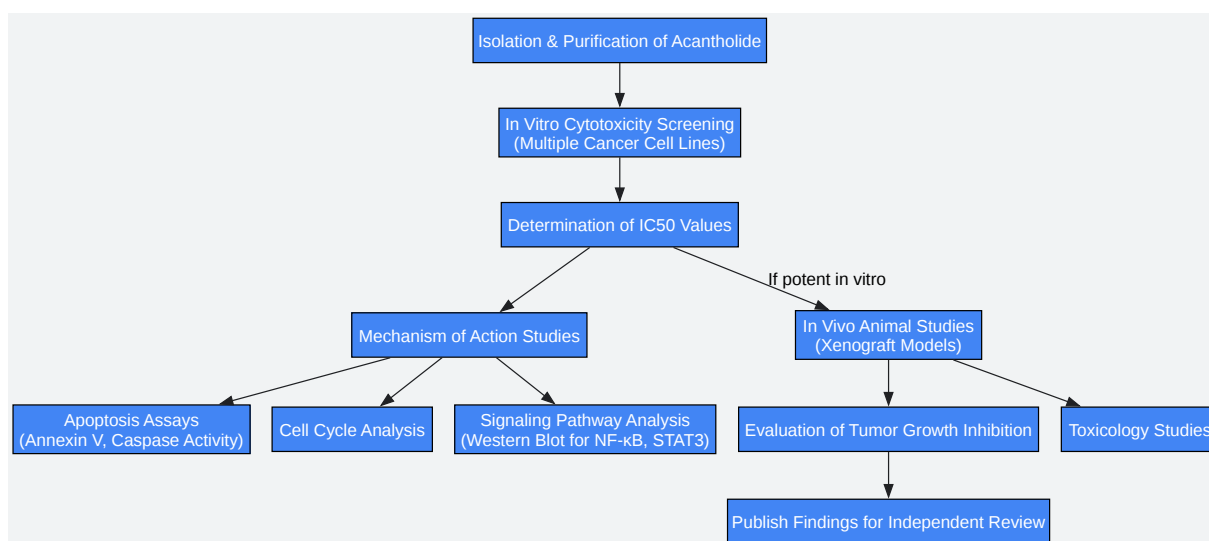 Isolation & Purification of Acantholide
In Vitro Cytotoxicity Screening
(Multiple Cancer Cell Lines)
Determination of IC50 Values
If potent in vitro
Mechanism of Action Studies
In Vivo Animal Studies
(Xenograft Models)
Apoptosis Assays
(Annexin V, Caspase Activity)
Cell Cycle Analysis
Signaling Pathway Analysis
(Western Blot for NF-κB, STAT3)
Evaluation of Tumor Growth Inhibition
Toxicology Studies
Publish Findings for Independent Review